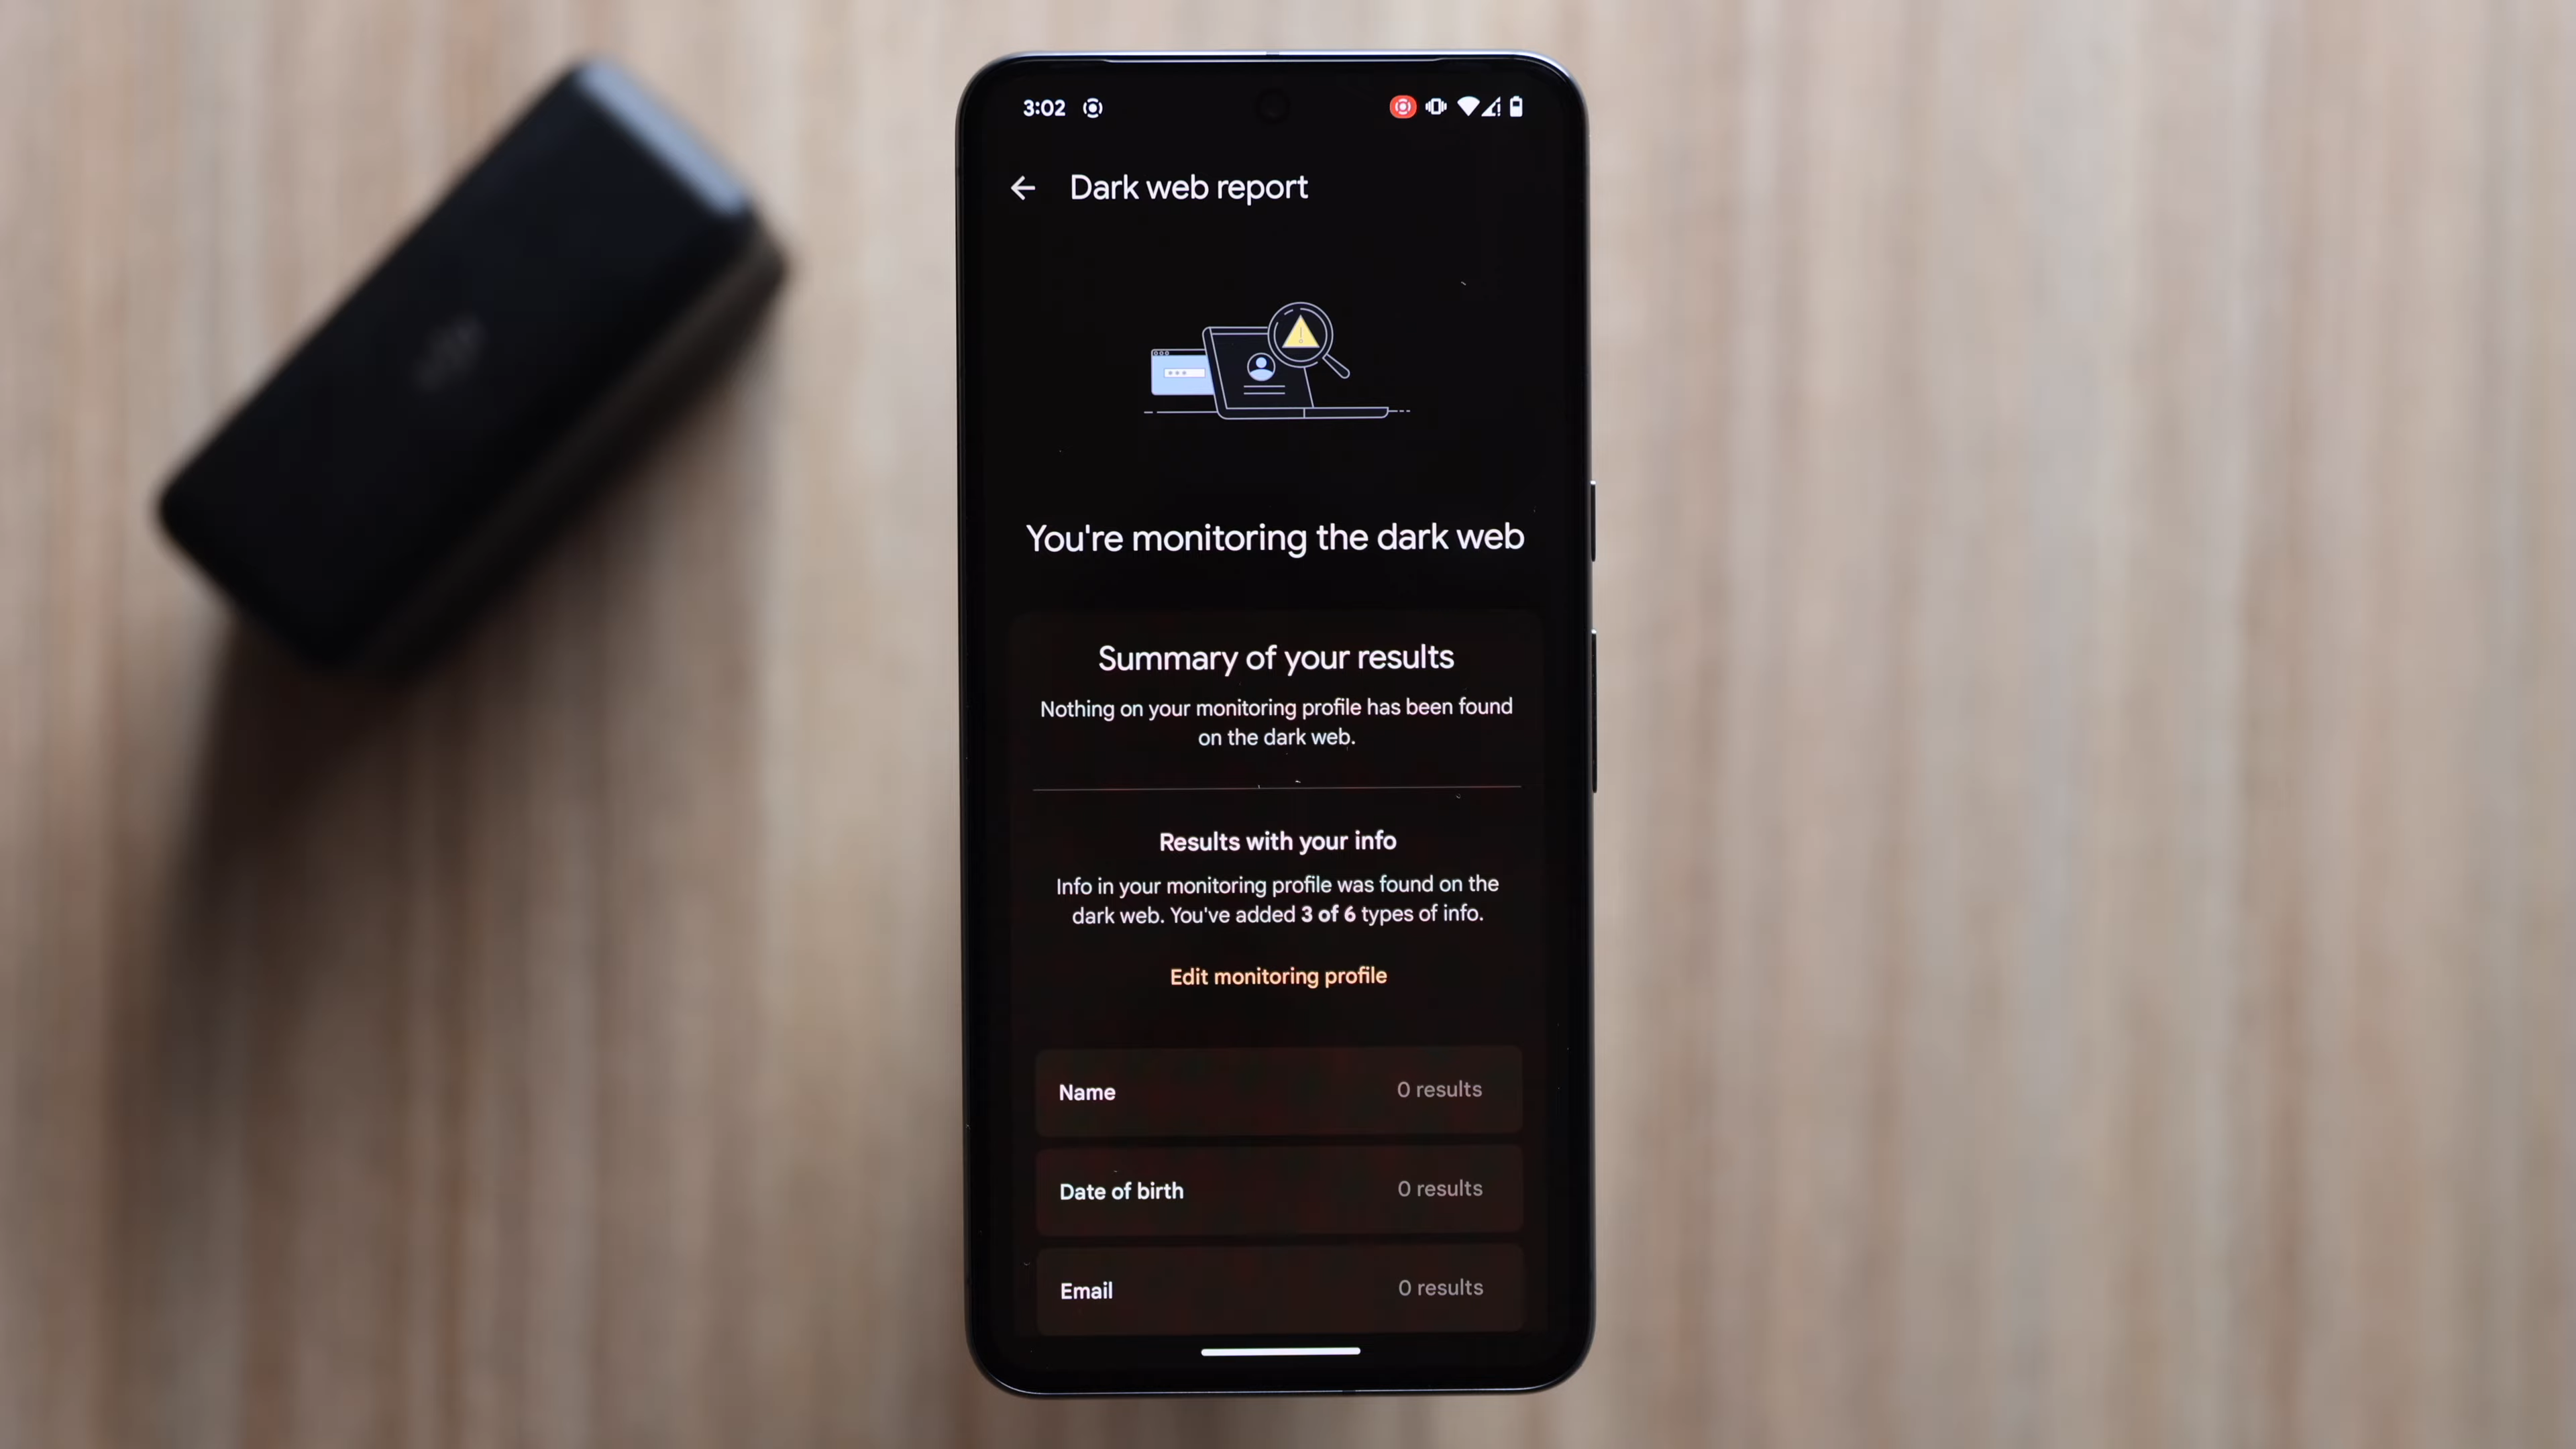 3:02
Dark web report
You're monitoring the dark web
Summary of your results
Nothing on your monitoring profile has been found
on the dark web.
Results with your info
Info in your monitoring profile was found on the
dark web. You've added 3 of 6 types of info.
Edit monitoring profile
Name 0 results
Date of birth 0 results
Email 0 results